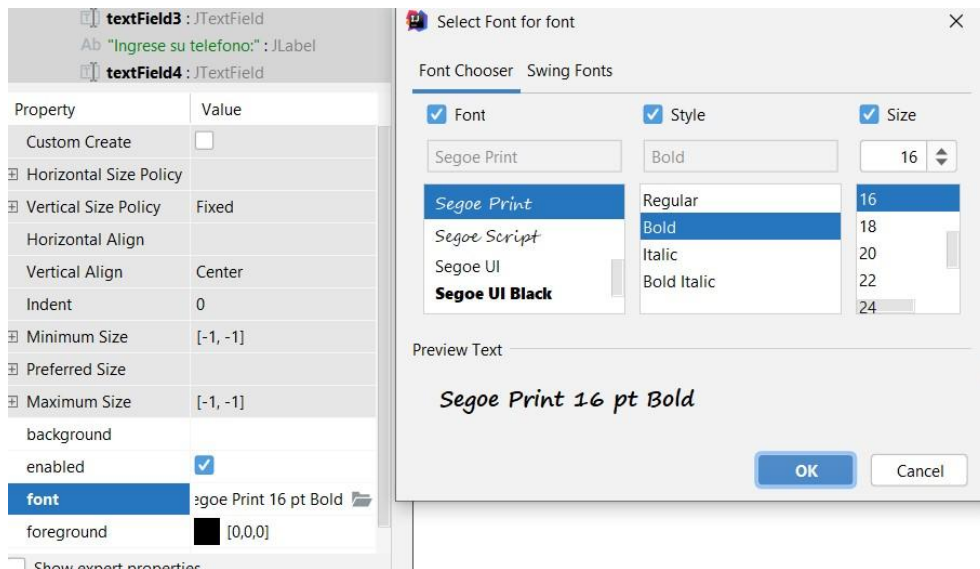 textField3 : JTextField
Ab "Ingrese su telefono:" : JLabel
textField4 : JTextField
Property Value
Custom Create
Horizontal Size Policy
Vertical Size Policy Fixed
Horizontal Align
Vertical Align Center
Indent 0
Minimum Size [-1, -1]
Preferred Size
Maximum Size [-1, -1]
background
enabled
font egoe Print 16 pt Bold
foreground [0,0,0]
Show expert properties
Select Font for font
Font Chooser Swing Fonts
Font Style Size
Segoe Print Bold 16
Segoe Print Regular 16
Segoe Script Bold 18
Segoe UI Italic 20
Segoe UI Black Bold Italic 22
24
Preview Text
Segoe Print 16 pt Bold
OK Cancel